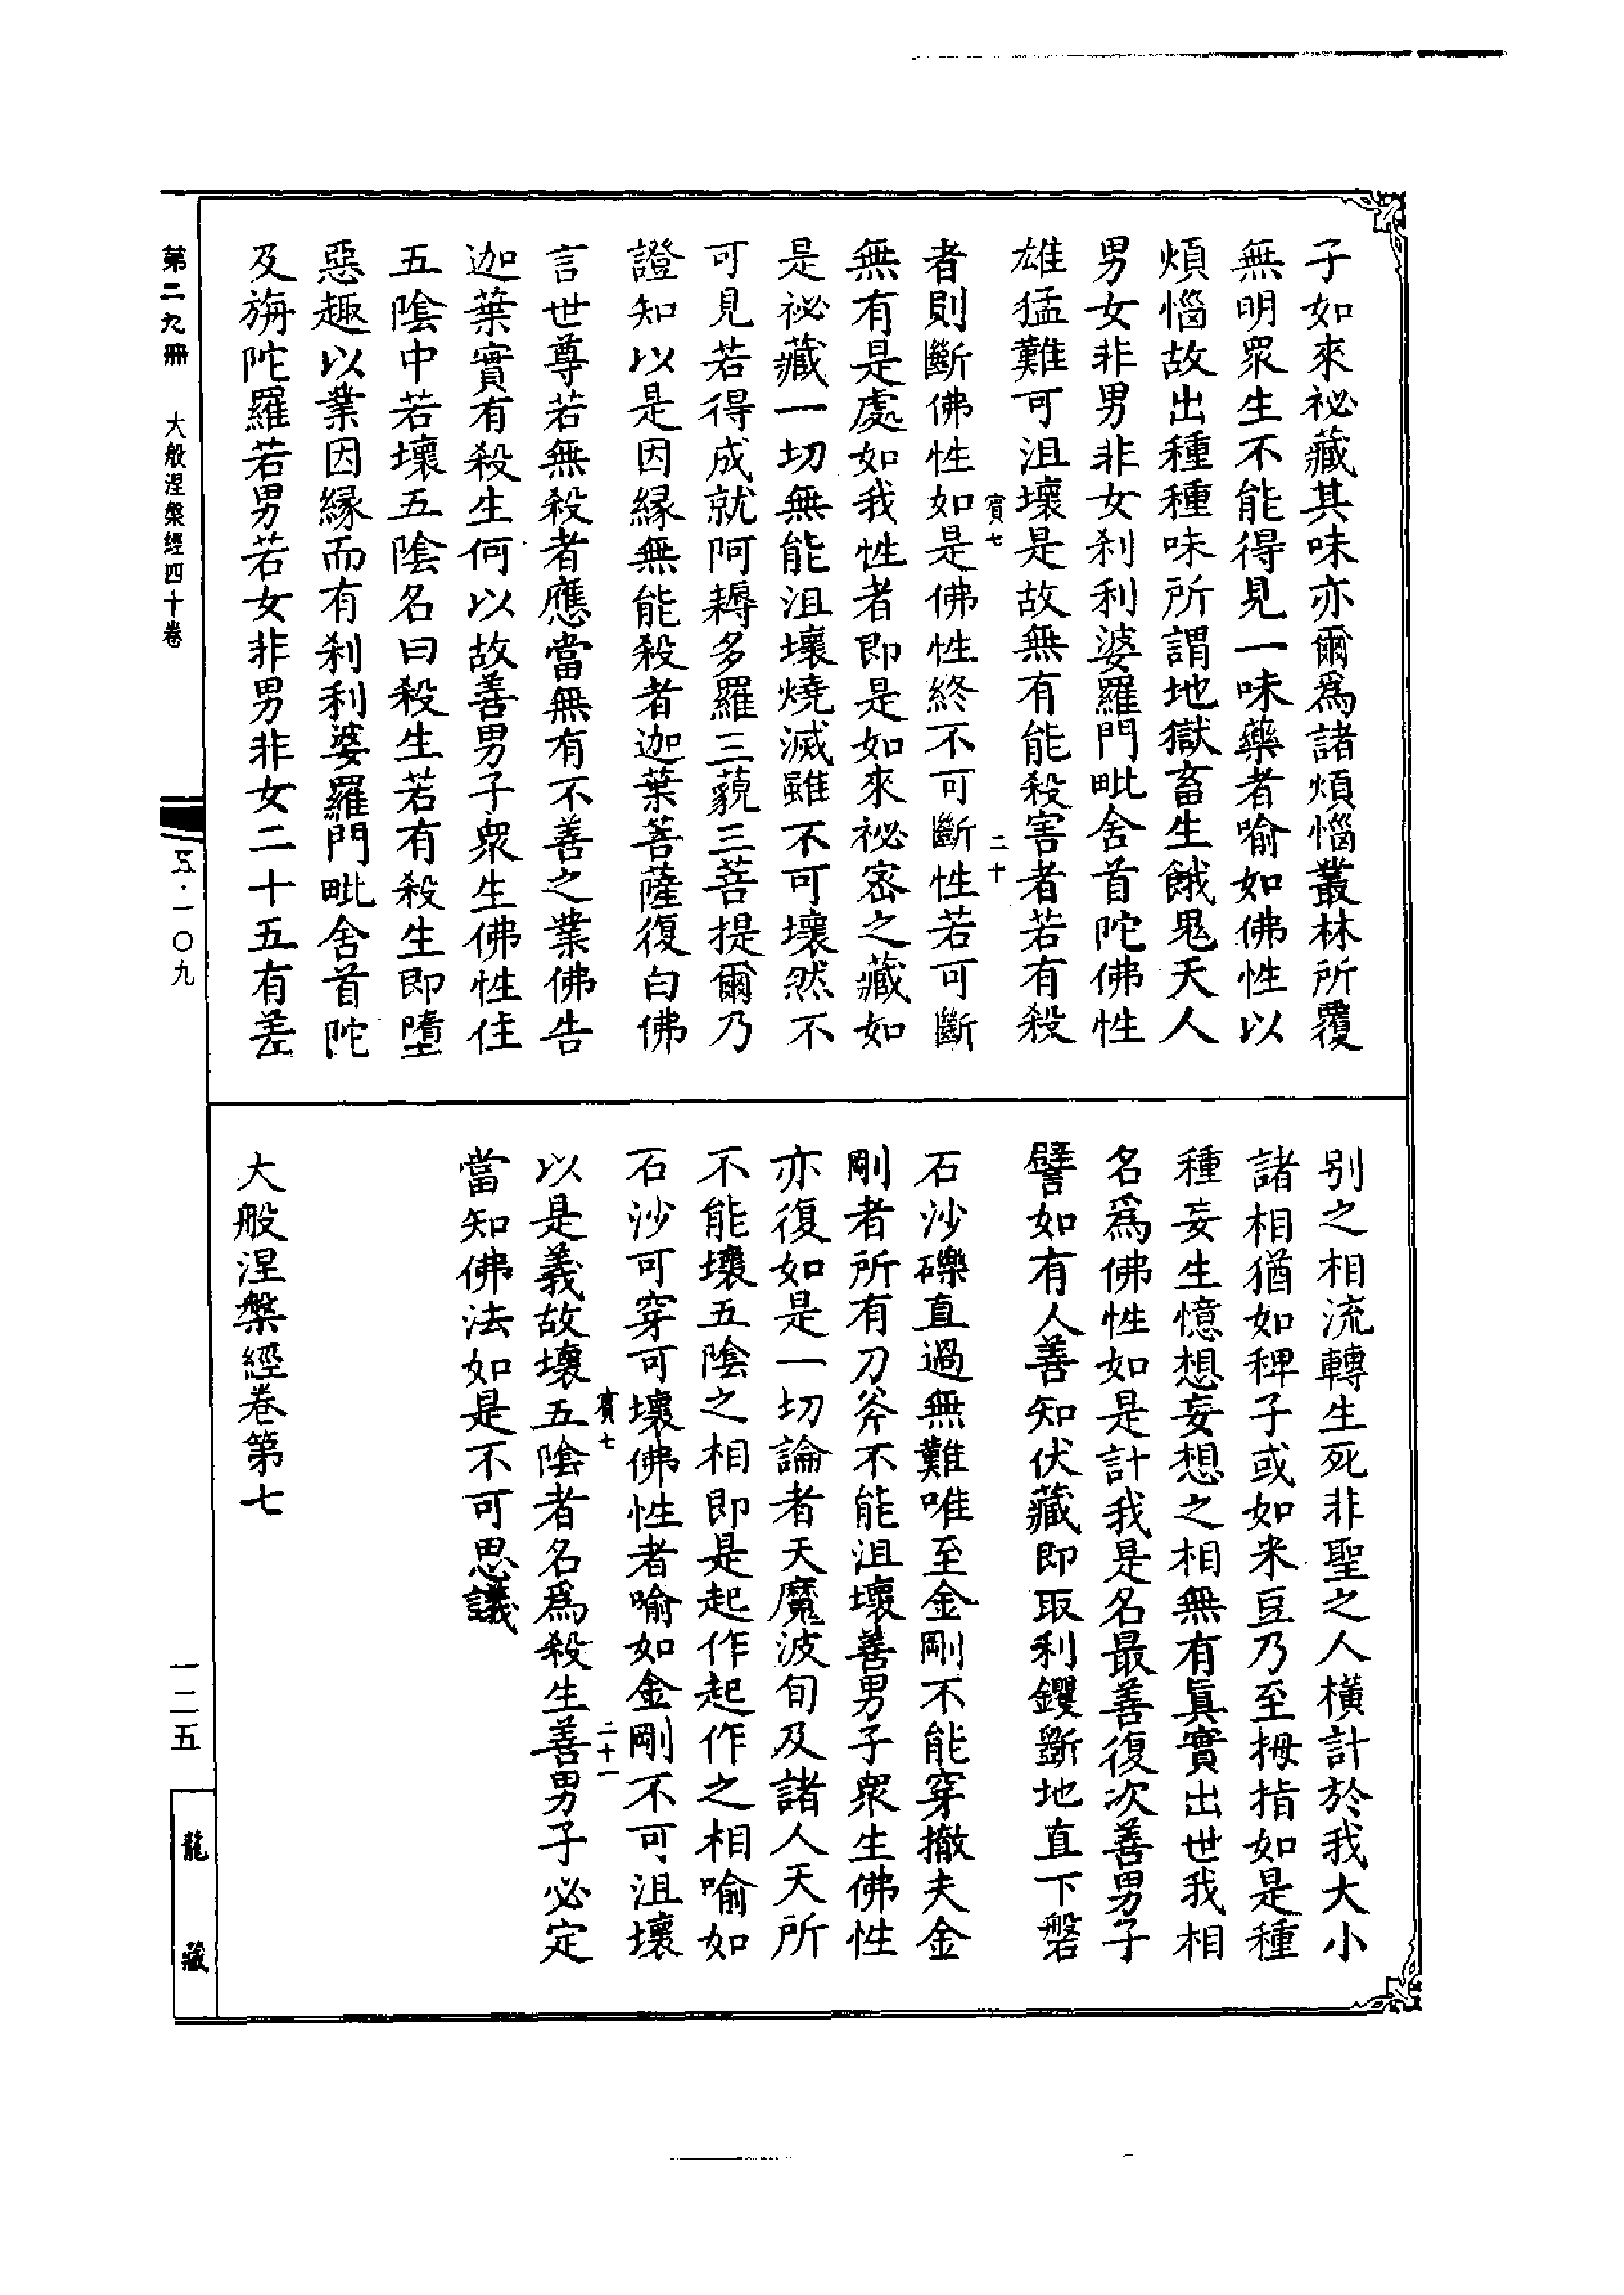 子如來祕藏其味亦爾爲諸煩惱叢林所覆
無明眾生不能得見一味藥者喻如佛性以
煩惱故出種種味所謂地獄畜生餓鬼天人
男女非男非女刹利婆羅門毗舍首陀佛性
雄猛難可沮壞是故無有能殺害者若有殺
賓七
二十
者則斷佛性如是佛性終不可斷性若可斷
無有是處如我性者即是如來祕密之藏如
是祕藏一切無能沮壞燒滅雖不可壞然不
可見若得成就阿耨多羅三藐三菩提爾乃
證知以是因緣無能殺者迦葉菩薩復白佛
言世尊若無殺者應當無有不善之業佛告
迦葉實有殺生何以故善男子眾生佛性住
五陰中若壞五陰名曰殺生若有殺生即墮
惡趣以業因緣而有刹利婆羅門毗舍首陀
及旃陀羅若男若女非男非女二十五有差
別之相流轉生死非聖之人橫計於我大小
諸相猶如稗子或如米豆乃至拇指如是種
種妄生憶想妄想之相無有眞實出世我相
名爲佛性如是計我是名最善復次善男子
譬如有人善知伏藏即取利钁斲地直下磐
石沙礫直過無難唯至金剛不能穿徹夫金
剛者所有刀斧不能沮壞善男子眾生佛性
亦復如是一切論者天魔波旬及諸人天所
不能壞五陰之相即是起作起作之相喻如
石沙可穿可壞佛性者喻如金剛不可沮壞
賓七
二十一
以是義故壞五陰者名爲殺生善男子必定
當知佛法如是不可思議
大般涅槃經卷第七
第二九冊 大般涅槃經四十卷
五·一〇九
一二五
龍藏